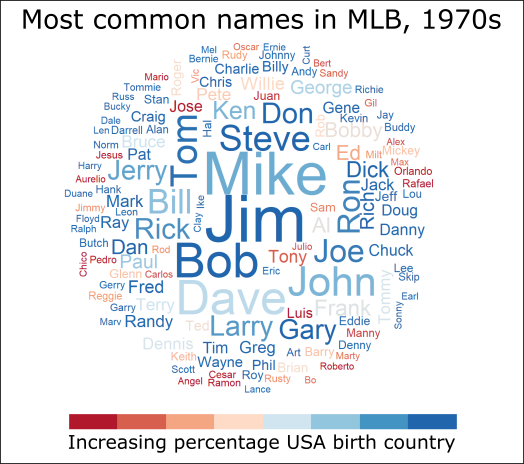 Most common names in MLB, 1970s
Mel Oscar Ernie
Bernie Rudy Johnny Curt
Roger Vic Charlie Billy Andy Bert Sandy
Mario Chris Willie George Richie
Tommie Pete Juan
Russ Stan Jose Ken Don Gene Gil
Bucky Craig Kevin Jay
Dale Tom Hal Steve Rob Bobby Buddy
Len Darrell Alan
Norm Bruce Carl Alex
Jesus Pat Ed Milt Mickey
Harry Jerry Mike Dick Max Orlando
Aurelio Jack Rafael
Duane Hank Bill Ron Rich Jeff Lou
Mark Clay Ike
Jimmy Leon Jim Sam Doug
Floyd Ray Rick Al
Ralph Danny
Butch Dan Rod Bob Julio Joe Chuck
Chico Pedro Paul Tony
Glenn Carlos Eric Lee
Gerry Fred Dave John Tommy Skip
Reggie Earl
Garry Terry Luis Frank Sonny
Marv Randy Ted Larry Gary Eddie
Manny
Dennis Tim Greg Art Barry Denny
Keith Marty
Scott Wayne Phil Brian Roberto
Angel Cesar Roy Rusty Bo
Ramon Lance
Increasing percentage USA birth country